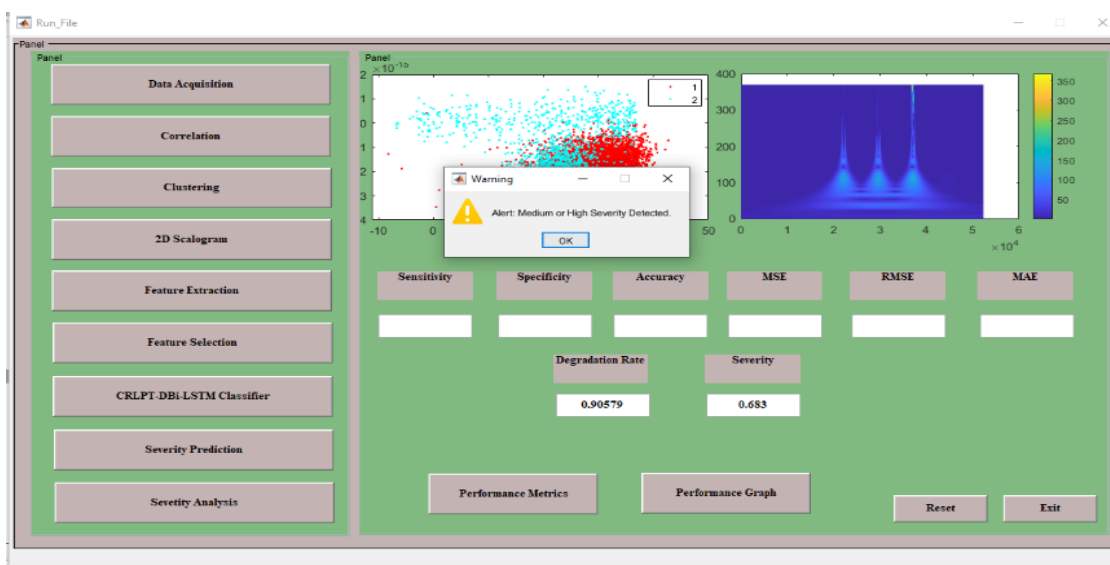 Run_File
Panel
Panel
Data Acquisition
Correlation
Clustering
2D Scalogram
Feature Extraction
Feature Selection
CRLPT-DBi-LSTM Classifier
Severity Prediction
Sevetity Analysis
Panel
2
1
0
1
2
3
4
-10
0
50
1
2
400
300
200
100
0
0
1
2
3
4
5
6
×10⁴
350
300
250
200
150
100
50
Warning
Alert: Medium or High Severity Detected.
OK
Sensitivity
Specificity
Accuracy
MSE
RMSE
MAE
Degradation Rate
Severity
0.90579
0.683
Performance Metrics
Performance Graph
Reset
Exit